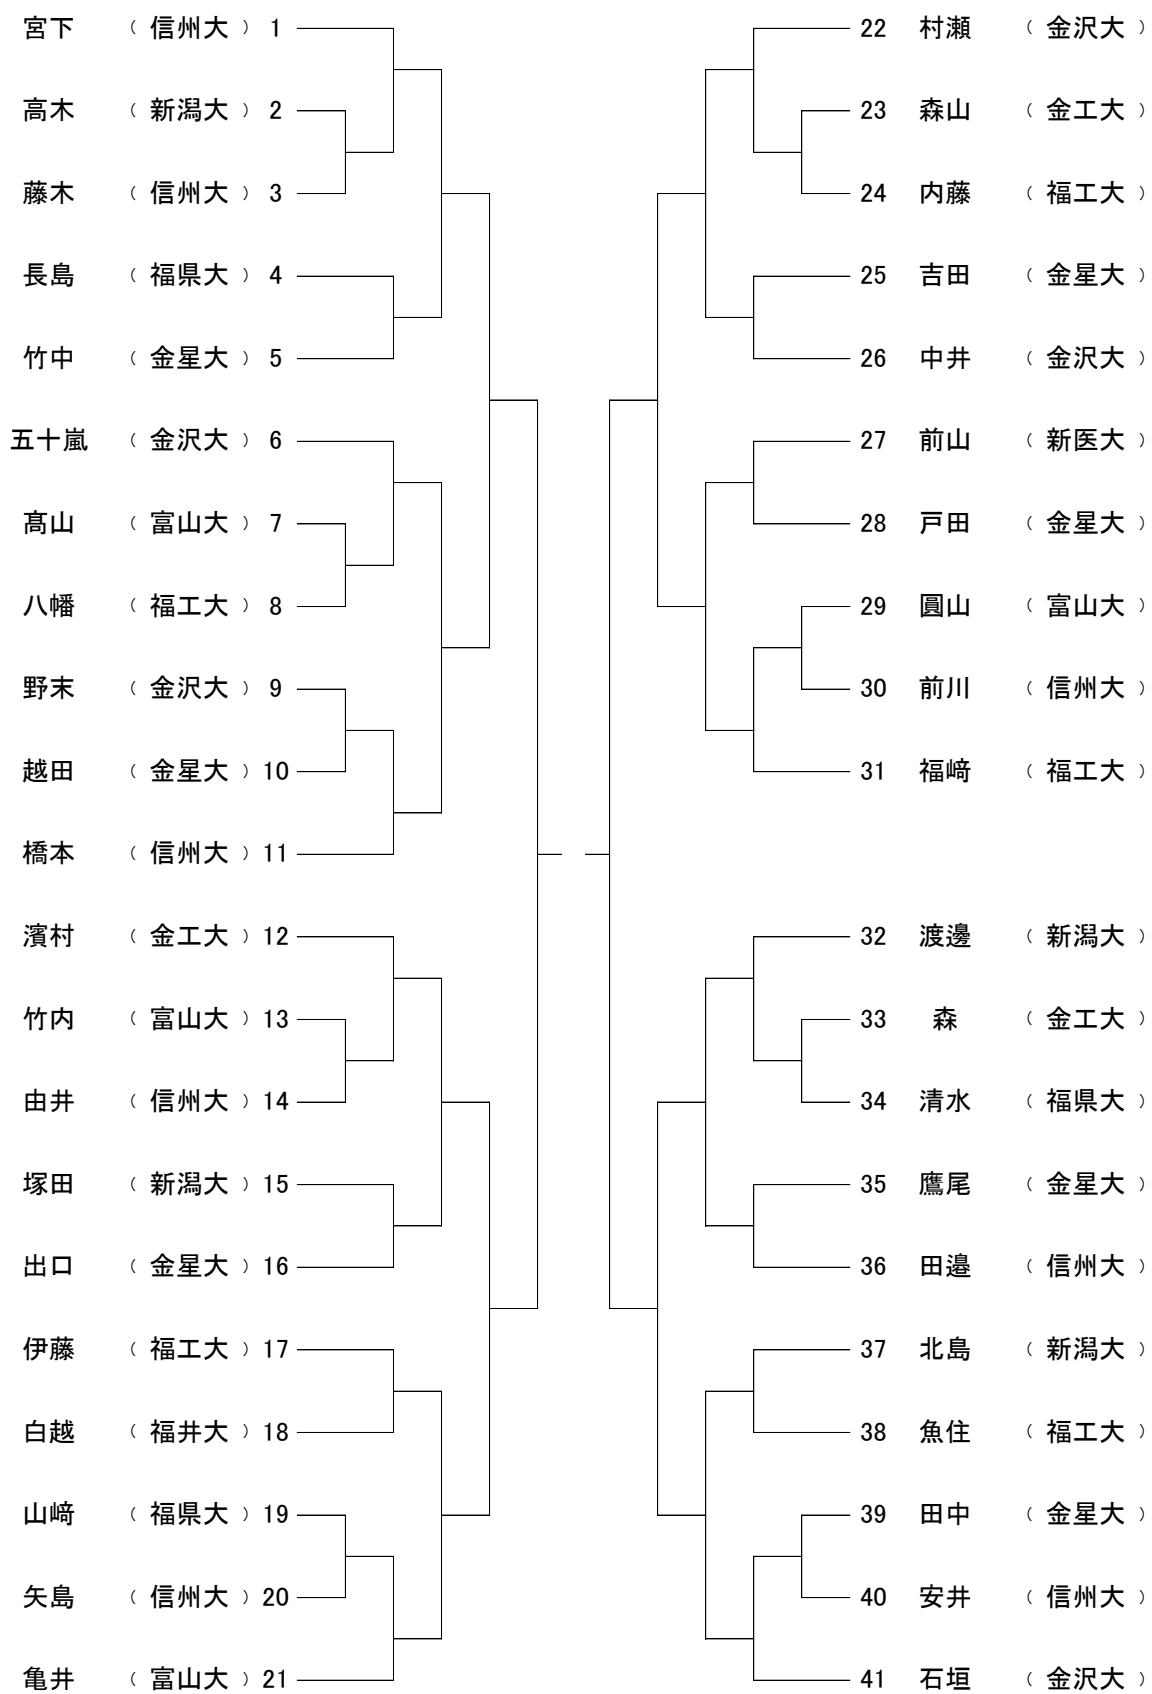 宮下 （ 信州大 ） 1
高木 （ 新潟大 ） 2
藤木 （ 信州大 ） 3
長島 （ 福県大 ） 4
竹中 （ 金星大 ） 5
五十嵐 （ 金沢大 ） 6
髙山 （ 富山大 ） 7
八幡 （ 福工大 ） 8
野末 （ 金沢大 ） 9
越田 （ 金星大 ） 10
橋本 （ 信州大 ） 11
濱村 （ 金工大 ） 12
竹内 （ 富山大 ） 13
由井 （ 信州大 ） 14
塚田 （ 新潟大 ） 15
出口 （ 金星大 ） 16
伊藤 （ 福工大 ） 17
白越 （ 福井大 ） 18
山﨑 （ 福県大 ） 19
矢島 （ 信州大 ） 20
亀井 （ 富山大 ） 21
22 村瀬 （ 金沢大 ）
23 森山 （ 金工大 ）
24 内藤 （ 福工大 ）
25 吉田 （ 金星大 ）
26 中井 （ 金沢大 ）
27 前山 （ 新医大 ）
28 戸田 （ 金星大 ）
29 圓山 （ 富山大 ）
30 前川 （ 信州大 ）
31 福﨑 （ 福工大 ）
32 渡邊 （ 新潟大 ）
33 森 （ 金工大 ）
34 清水 （ 福県大 ）
35 鷹尾 （ 金星大 ）
36 田邉 （ 信州大 ）
37 北島 （ 新潟大 ）
38 魚住 （ 福工大 ）
39 田中 （ 金星大 ）
40 安井 （ 信州大 ）
41 石垣 （ 金沢大 ）